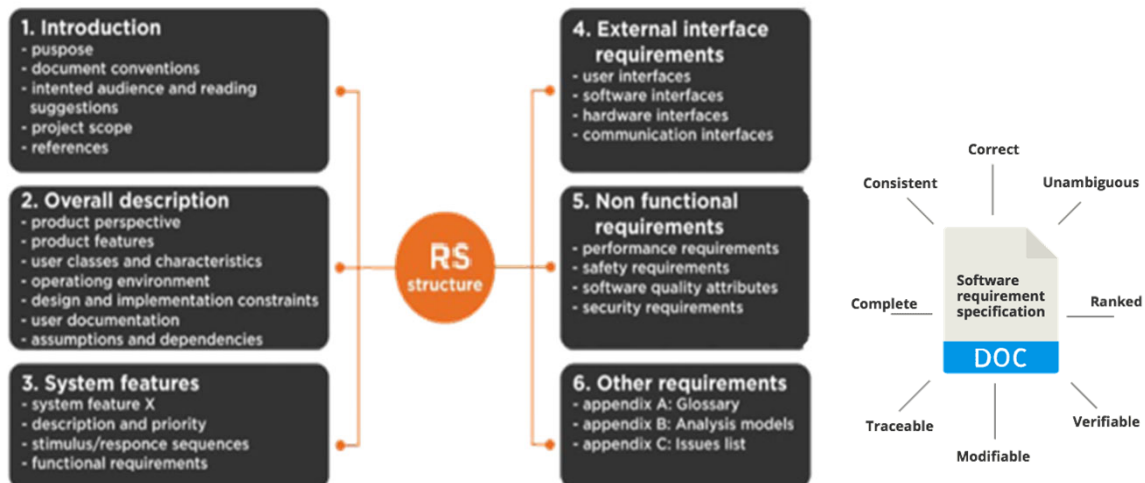 1. Introduction
- puspose
- document conventions
- intented audience and reading
suggestions
- project scope
- references
2. Overall description
- product perspective
- product features
- user classes and characteristics
- operationg environment
- design and implementation constraints
- user documentation
- assumptions and dependencies
3. System features
- system feature X
- description and priority
- stimulus/responce sequences
- functional requirements
RS
structure
4. External interface
requirements
- user interfaces
- software interfaces
- hardware interfaces
- communication interfaces
5. Non functional
requirements
- performance requirements
- safety requirements
- software quality attributes
- security requirements
6. Other requirements
- appendix A: Glossary
- appendix B: Analysis models
- appendix C: Issues list
Correct
Consistent
Unambiguous
Software
requirement
specification
Complete
Ranked
DOC
Traceable
Verifiable
Modifiable